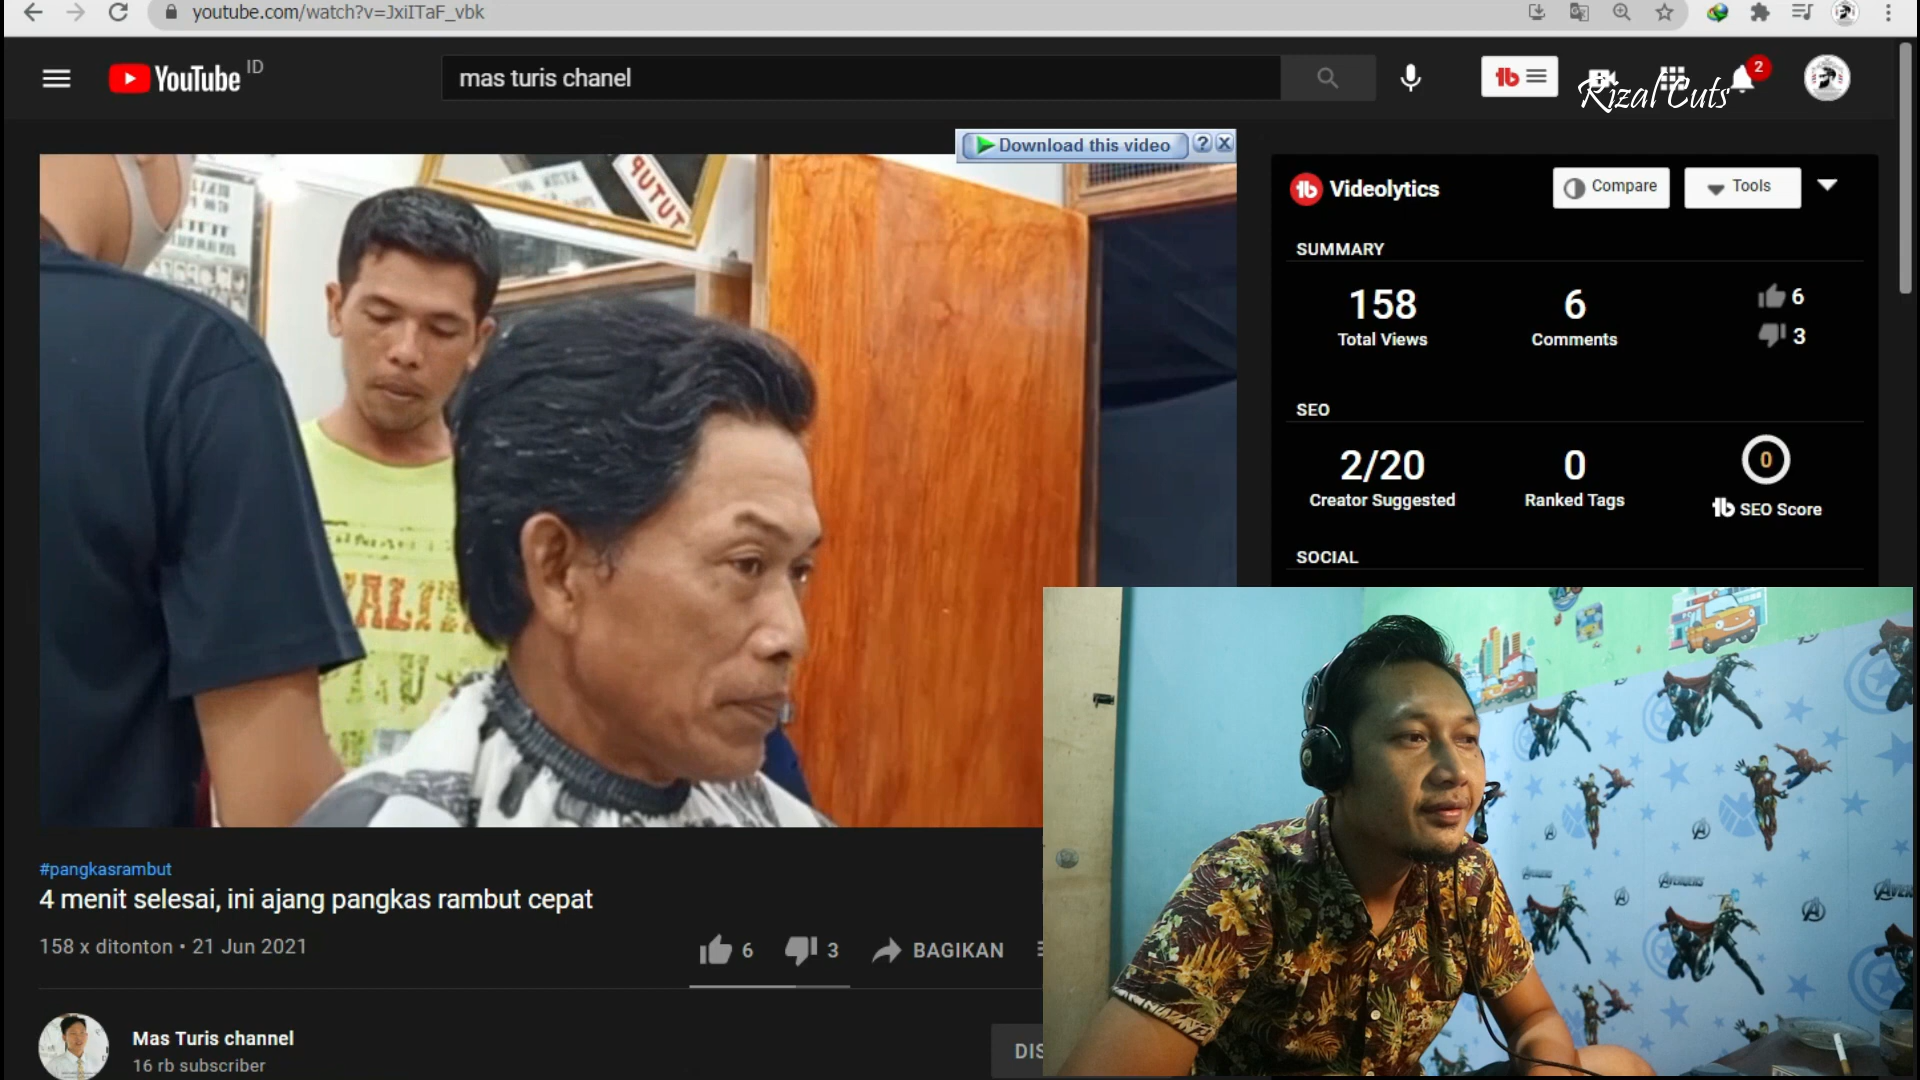 youtube.com/watch?v=JxiITaF_vbk
YouTube ID
mas turis chanel
2
Rizal Cuts
Download this video ? X
TUTUP
Videolytics
Compare
Tools
SUMMARY
158
Total Views
6
Comments
6
3
SEO
2/20
Creator Suggested
0
Ranked Tags
0
SEO Score
SOCIAL
#pangkasrambut
4 menit selesai, ini ajang pangkas rambut cepat
158 x ditonton • 21 Jun 2021
6
3
BAGIKAN
Mas Turis channel
16 rb subscriber
DIS
AVENGERS